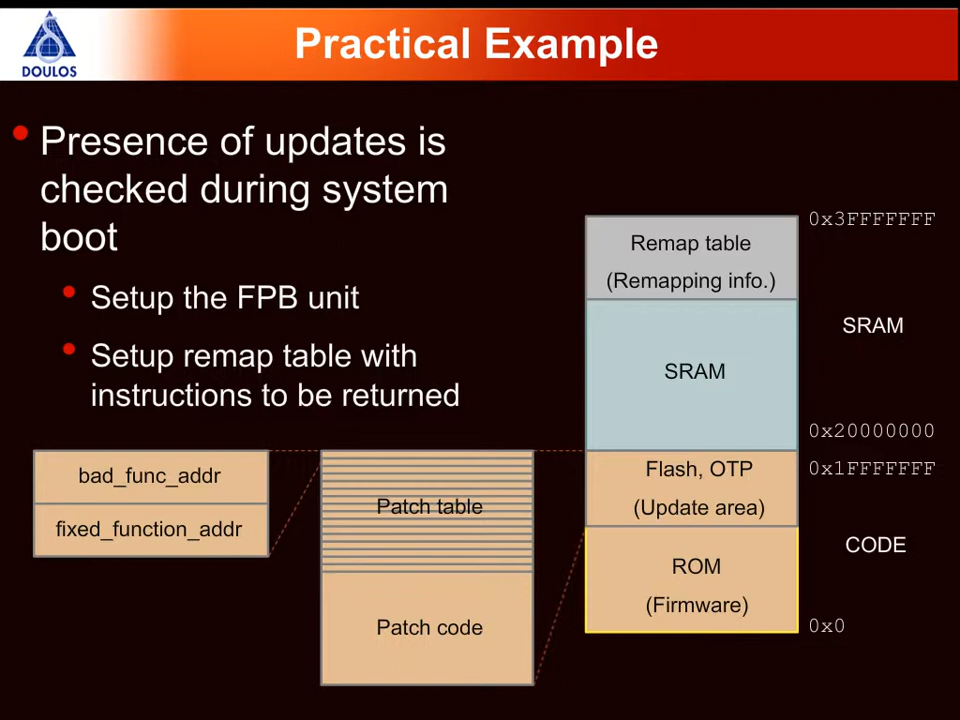 DOULOS
Practical Example
Presence of updates is
checked during system
boot
Setup the FPB unit
Setup remap table with
instructions to be returned
bad_func_addr
fixed_function_addr
Patch table
Patch code
Remap table
(Remapping info.)
SRAM
Flash, OTP
(Update area)
ROM
(Firmware)
0x3FFFFFFF
SRAM
0x20000000
0x1FFFFFFF
CODE
0x0